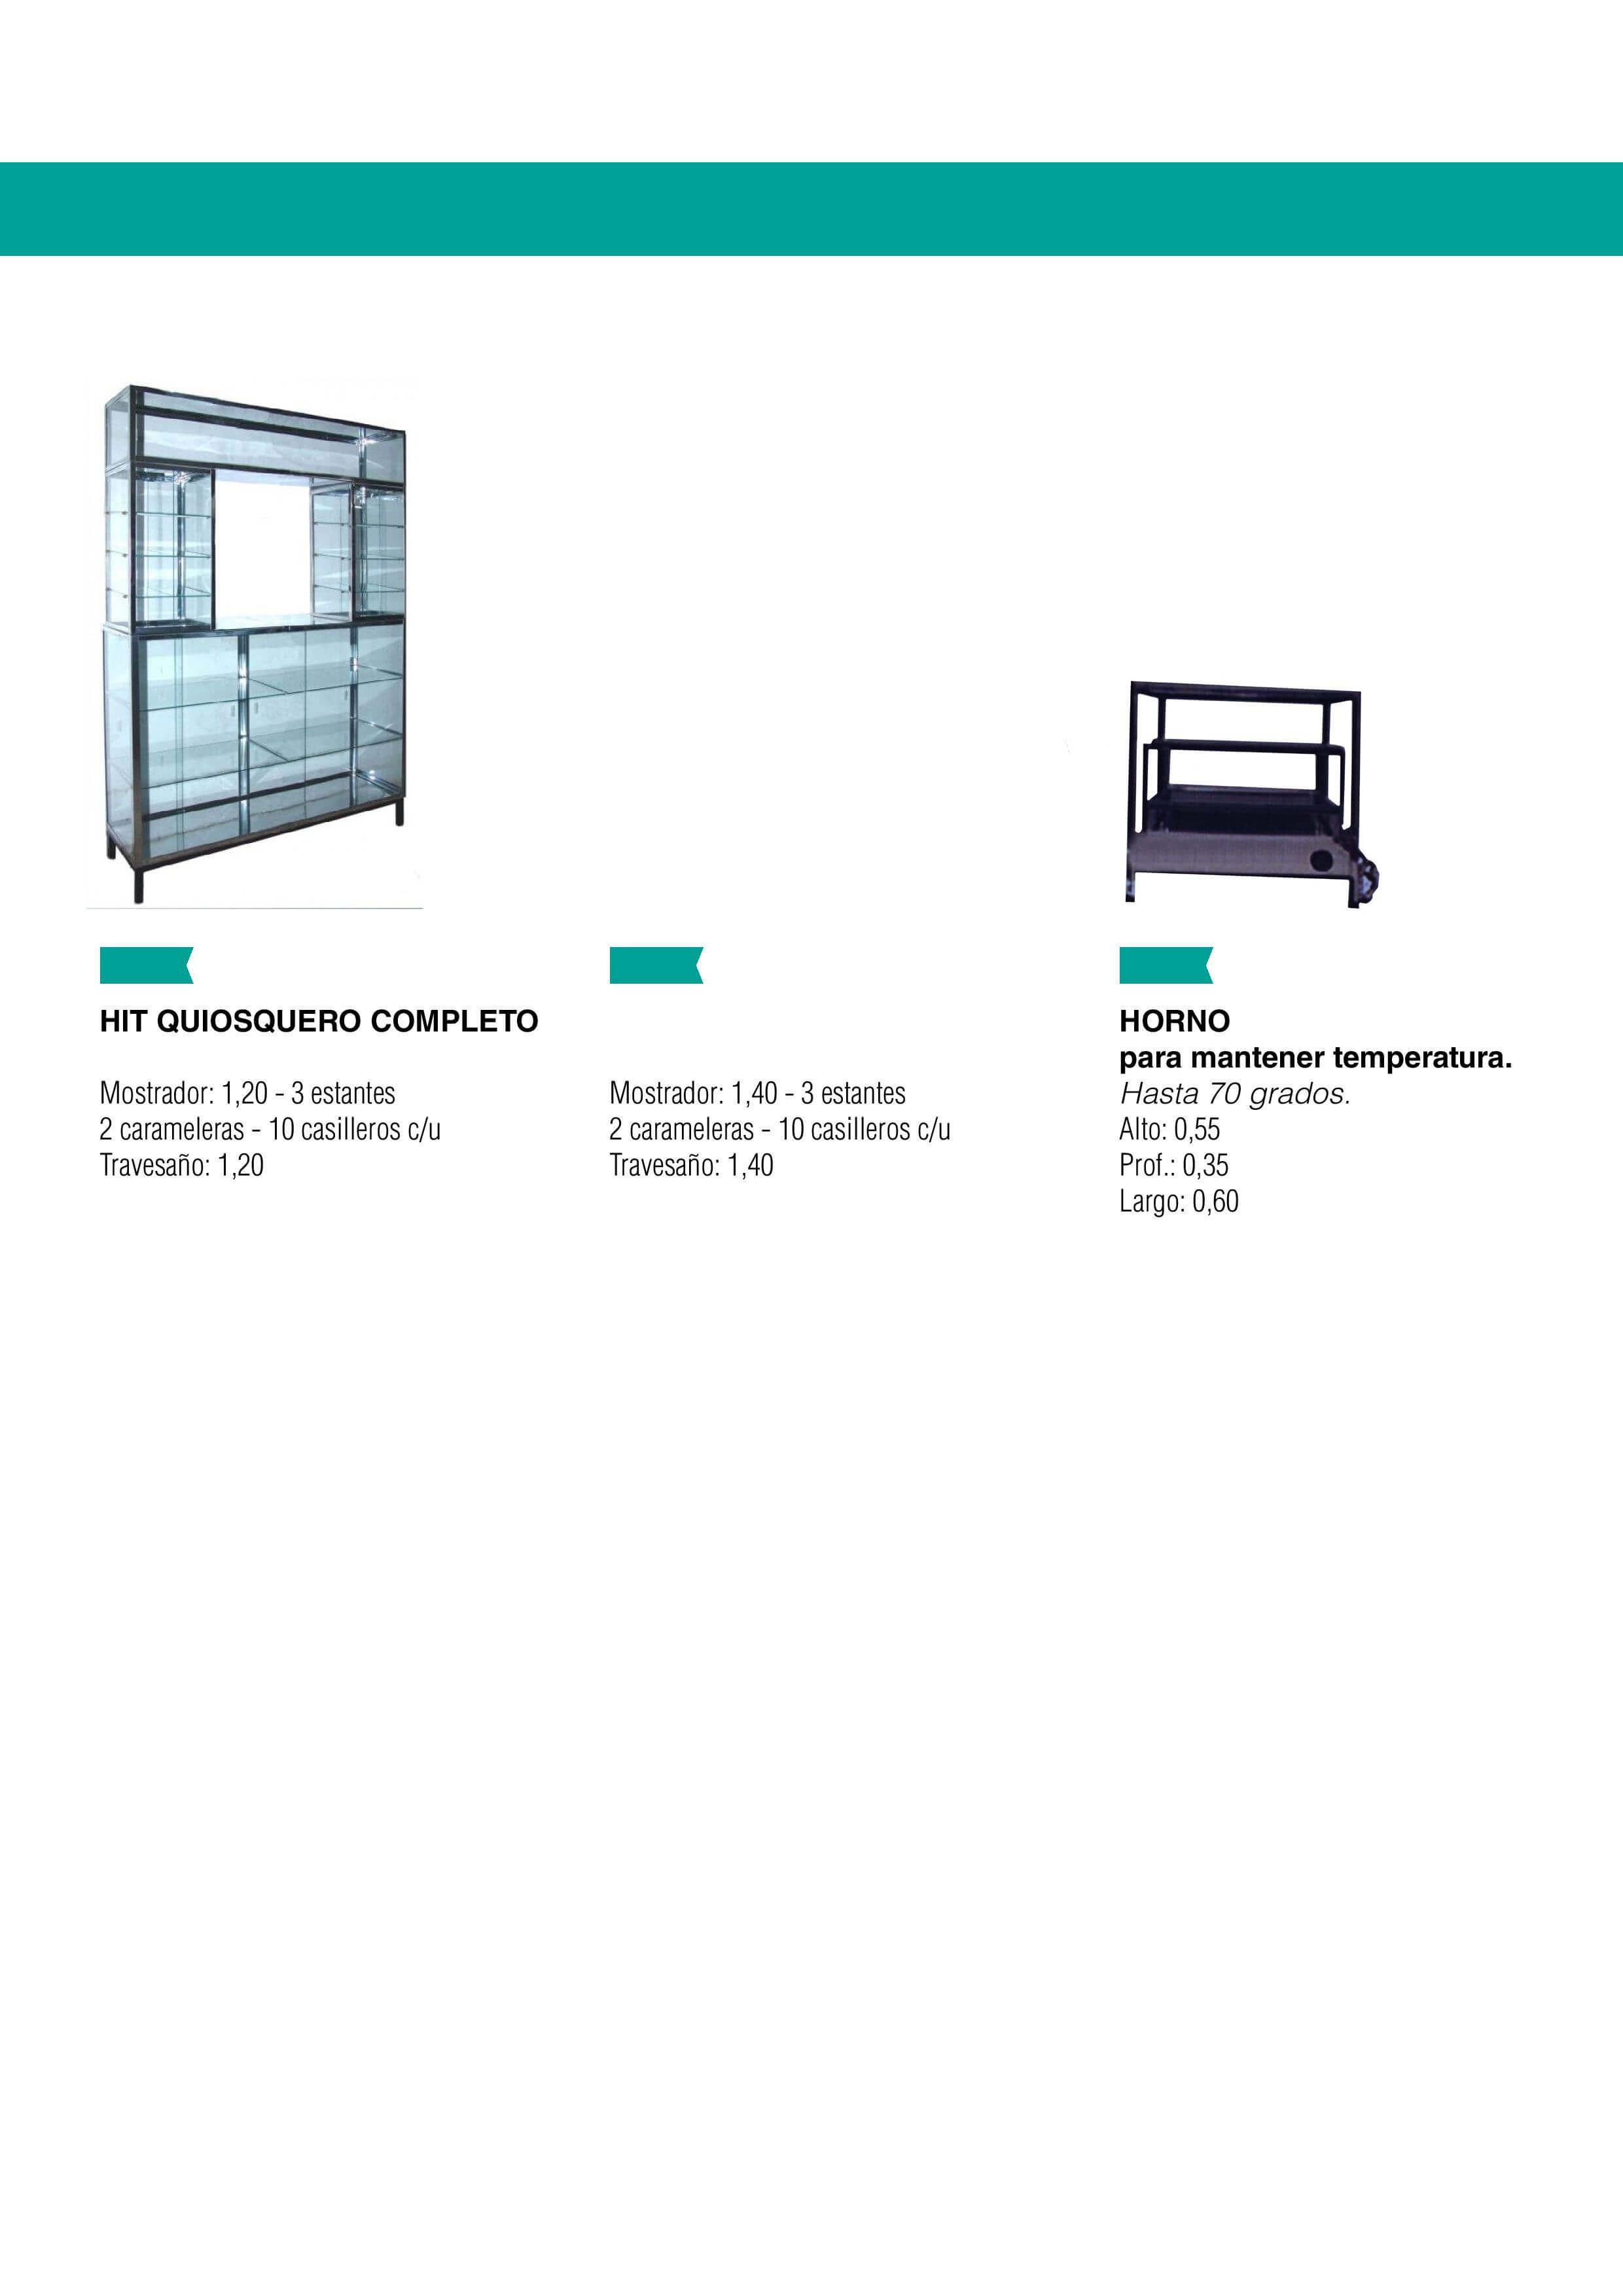 HIT QUIOSQUERO COMPLETO
Mostrador: 1,20 - 3 estantes
2 carameleras - 10 casilleros c/u
Travesaño: 1,20
Mostrador: 1,40 - 3 estantes
2 carameleras - 10 casilleros c/u
Travesaño: 1,40
HORNO
para mantener temperatura.
Hasta 70 grados.
Alto: 0,55
Prof.: 0,35
Largo: 0,60